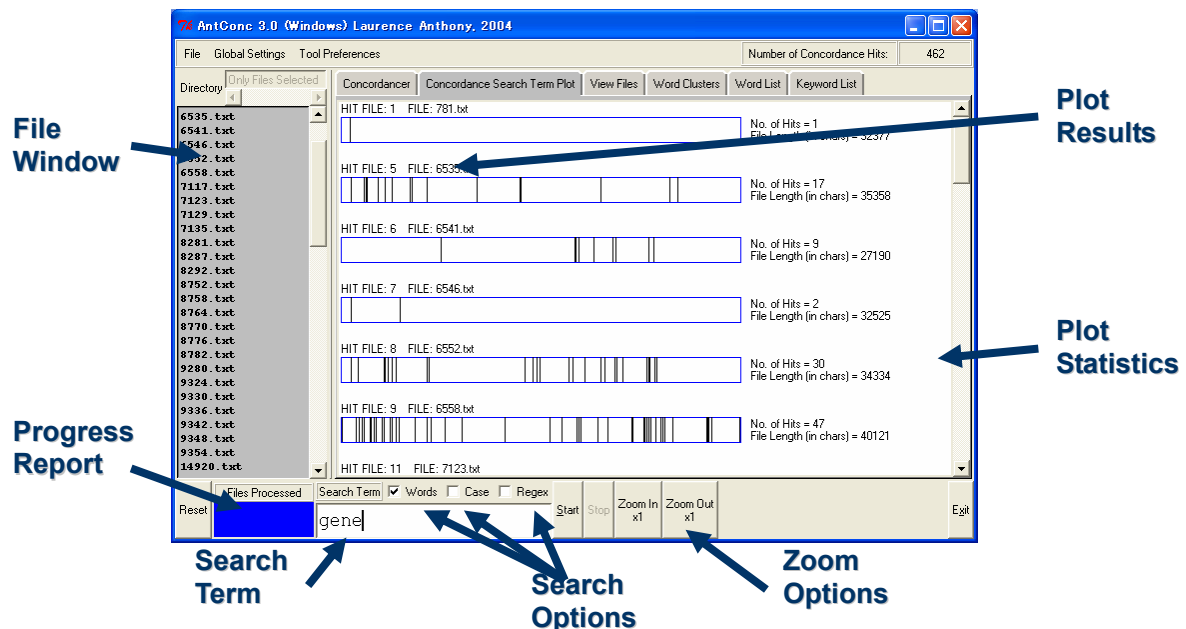 AntConc 3.0 (Windows) Laurence Anthony, 2004
File Global Settings Tool Preferences
Number of Concordance Hits: 462
Directory
Only Files Selected
Concordancer Concordance Search Term Plot View Files Word Clusters Word List Keyword List
6535.txt
6541.txt
6546.txt
6552.txt
6558.txt
7117.txt
7123.txt
7129.txt
7135.txt
8281.txt
8287.txt
8292.txt
8752.txt
8758.txt
8764.txt
8770.txt
8776.txt
8782.txt
9280.txt
9324.txt
9330.txt
9336.txt
9342.txt
9348.txt
9354.txt
14920.txt
HIT FILE: 1 FILE: 781.txt
No. of Hits = 1
File Length (in chars) = 32377
HIT FILE: 5 FILE: 6535.txt
No. of Hits = 17
File Length (in chars) = 35358
HIT FILE: 6 FILE: 6541.txt
No. of Hits = 9
File Length (in chars) = 27190
HIT FILE: 7 FILE: 6546.txt
No. of Hits = 2
File Length (in chars) = 32525
HIT FILE: 8 FILE: 6552.txt
No. of Hits = 30
File Length (in chars) = 34334
HIT FILE: 9 FILE: 6558.txt
No. of Hits = 47
File Length (in chars) = 40121
HIT FILE: 11 FILE: 7123.txt
Reset
Files Processed
Search Term Words Case Regex
gene
Start
Stop
Zoom In
x1
Zoom Out
x1
Exit
File
Window
Plot
Results
Plot
Statistics
Progress
Report
Search
Term
Search
Options
Zoom
Options